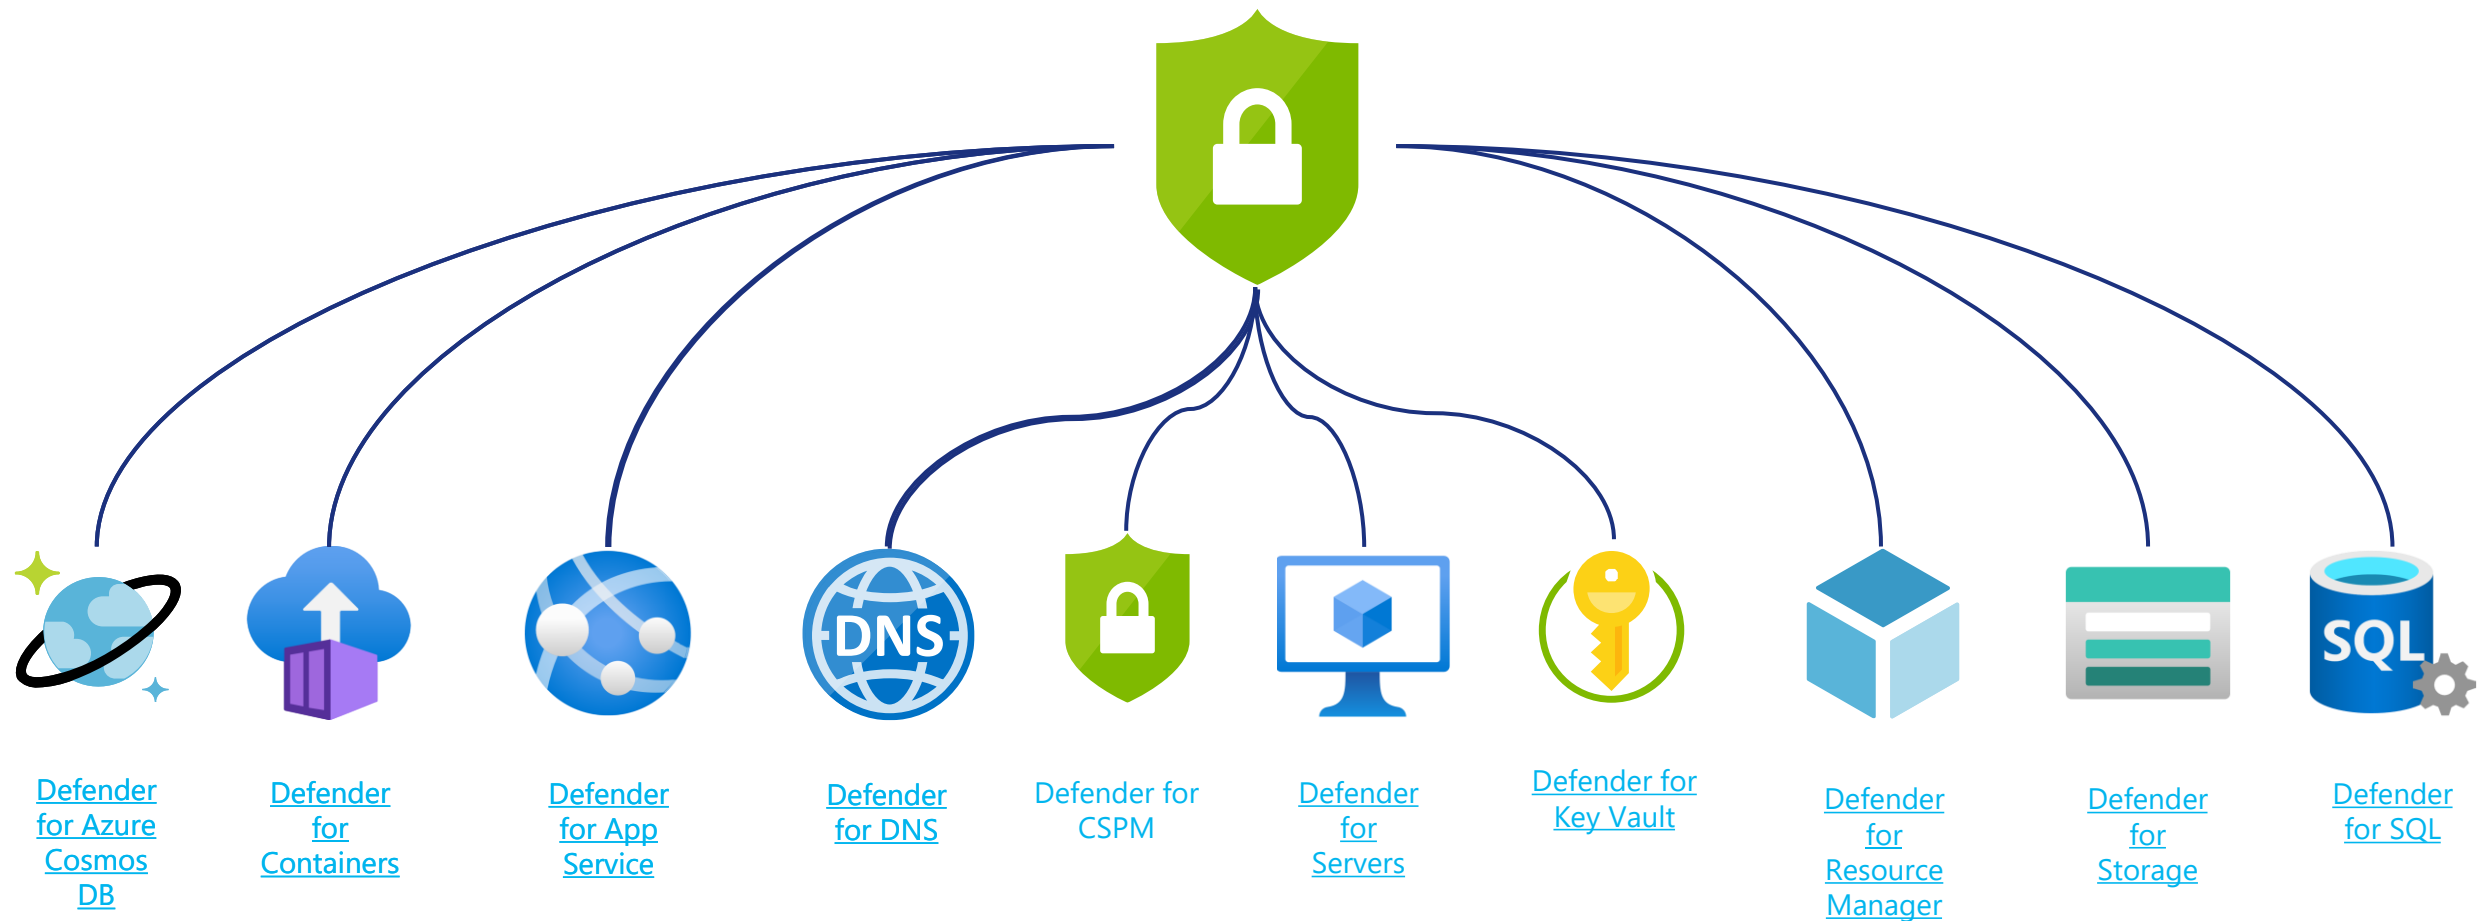 DNS
SQL
Defender
for Azure
Cosmos
DB
Defender
for
Containers
Defender
for App
Service
Defender
for DNS
Defender for
CSPM
Defender
for
Servers
Defender for
Key Vault
Defender
for
Resource
Manager
Defender
for
Storage
Defender
for SQL